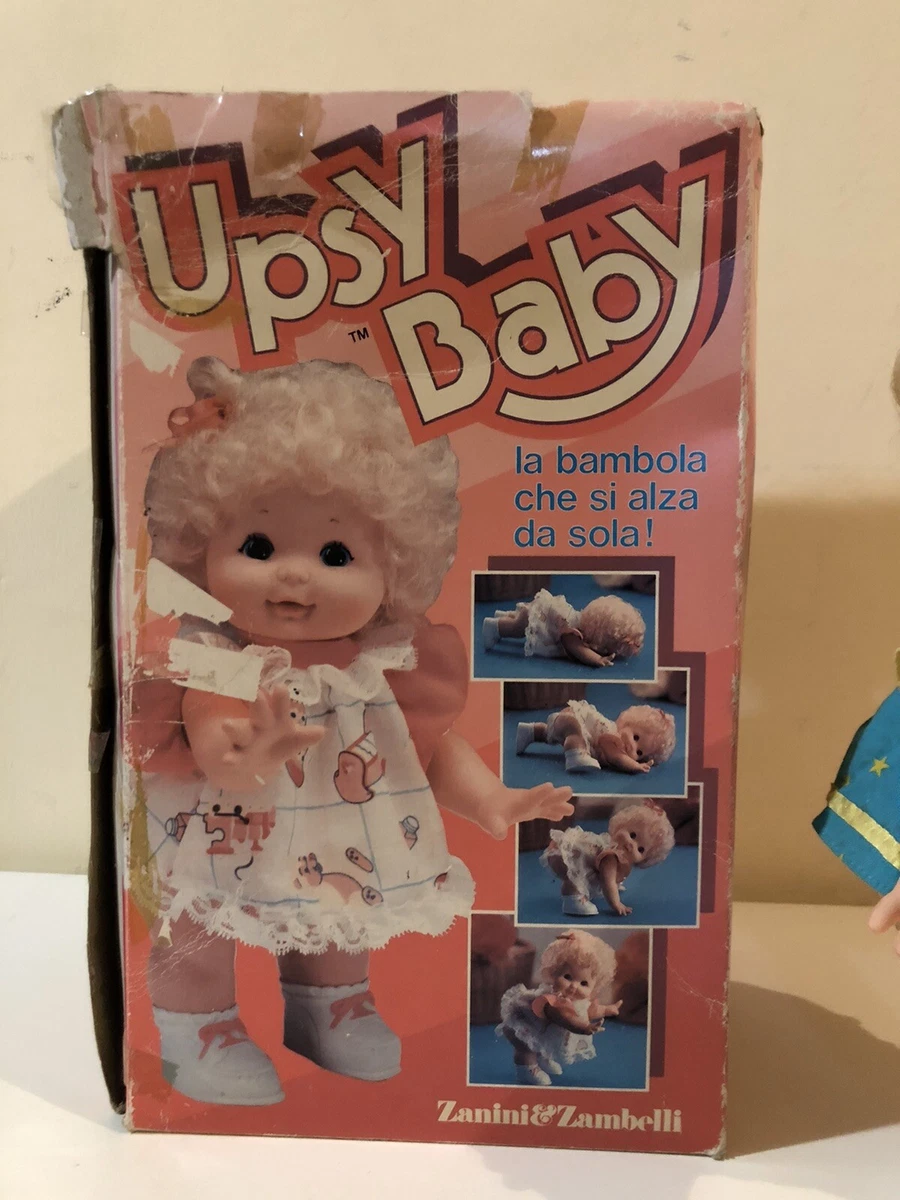 Upsy
Baby
TM
la bambola
che si alza
da sola!
Zanini&Zambelli